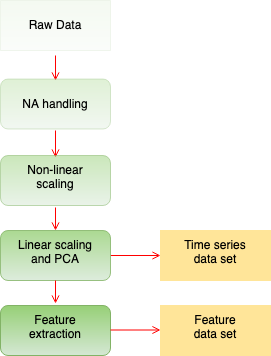 Raw Data
NA handling
Non-linear
scaling
Linear scaling
and PCA
Time series
data set
Feature
extraction
Feature
data set